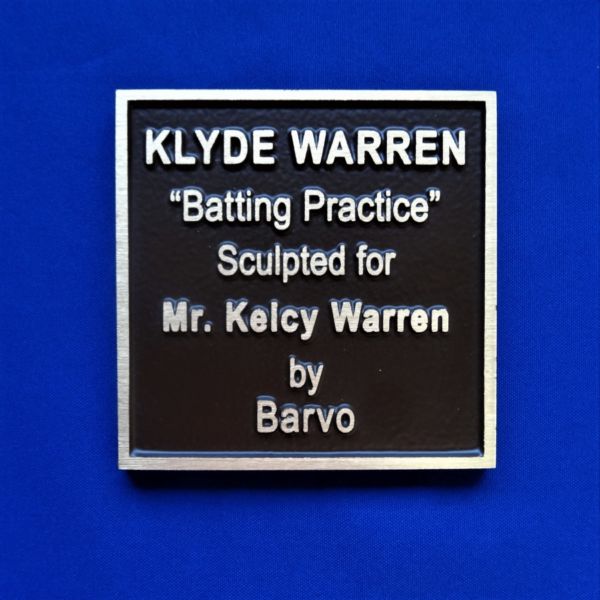 KLYDE WARREN
“Batting Practice”
Sculpted for
Mr. Kelcy Warren
by
Barvo